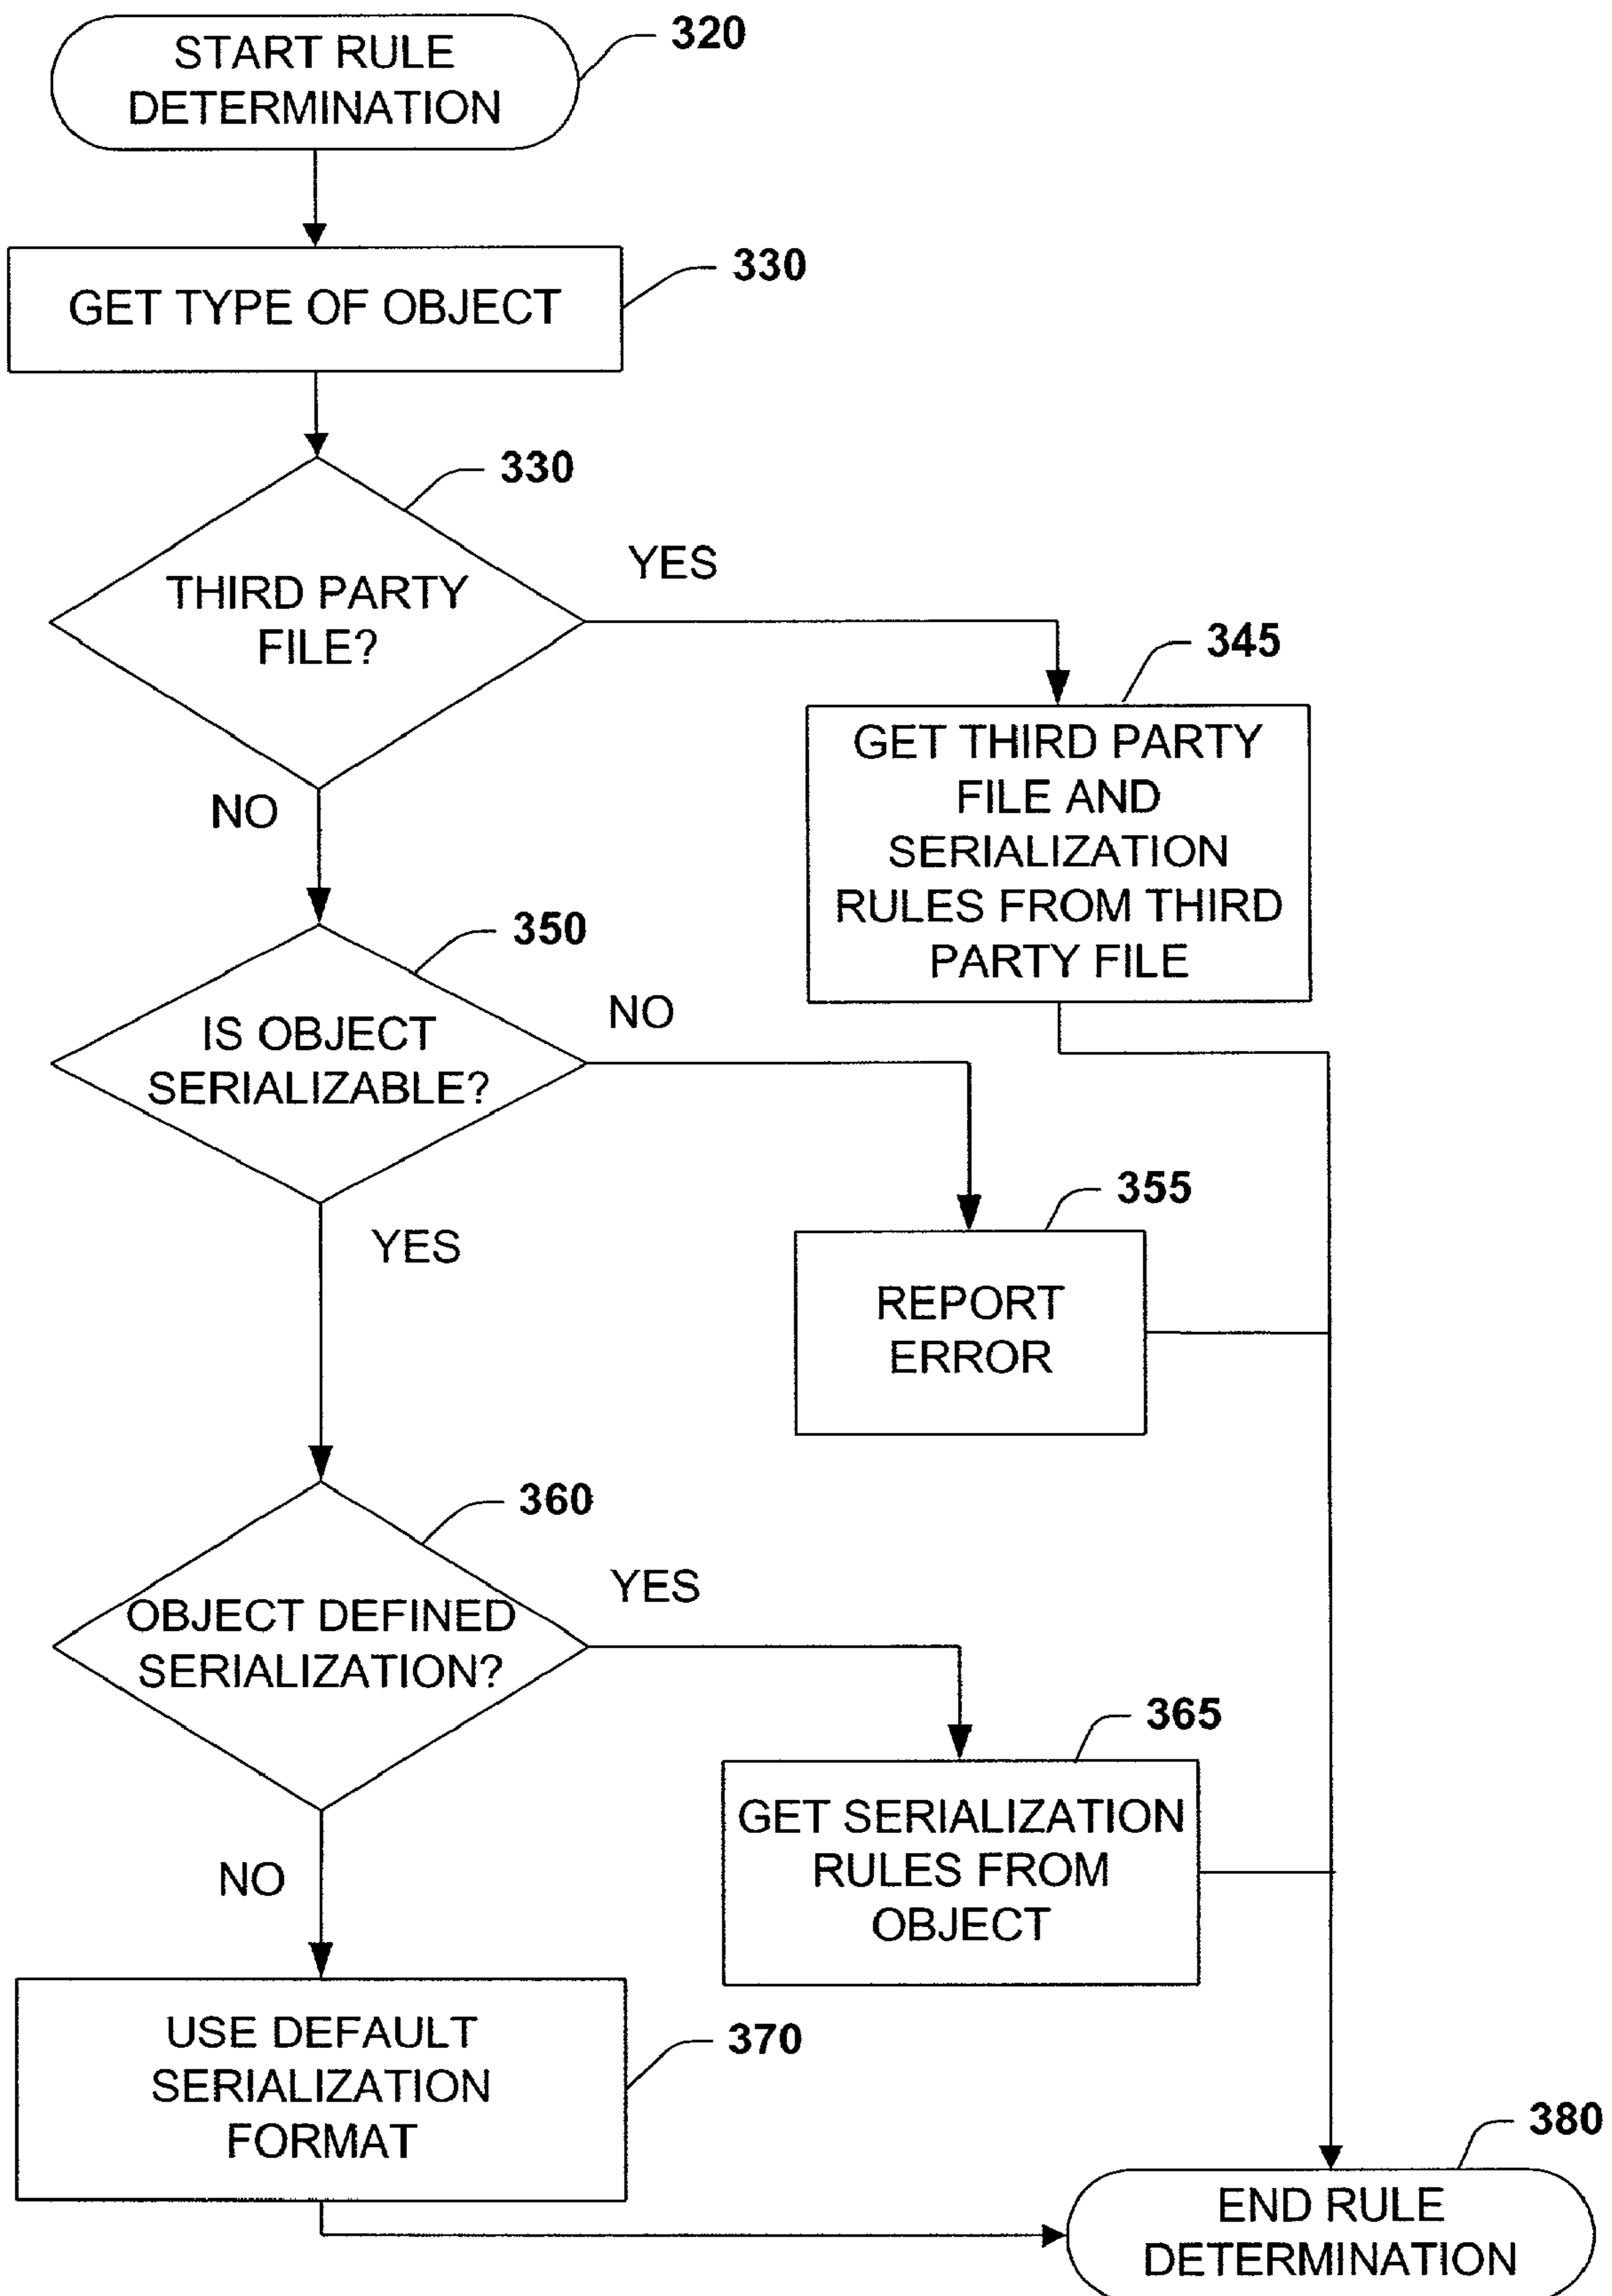 START RULE
DETERMINATION
320
GET TYPE OF OBJECT
330
330
THIRD PARTY
FILE?
YES
NO
345
GET THIRD PARTY
FILE AND
SERIALIZATION
RULES FROM THIRD
PARTY FILE
350
IS OBJECT
SERIALIZABLE?
NO
YES
355
REPORT
ERROR
360
OBJECT DEFINED
SERIALIZATION?
YES
NO
365
GET SERIALIZATION
RULES FROM
OBJECT
USE DEFAULT
SERIALIZATION
FORMAT
370
380
END RULE
DETERMINATION